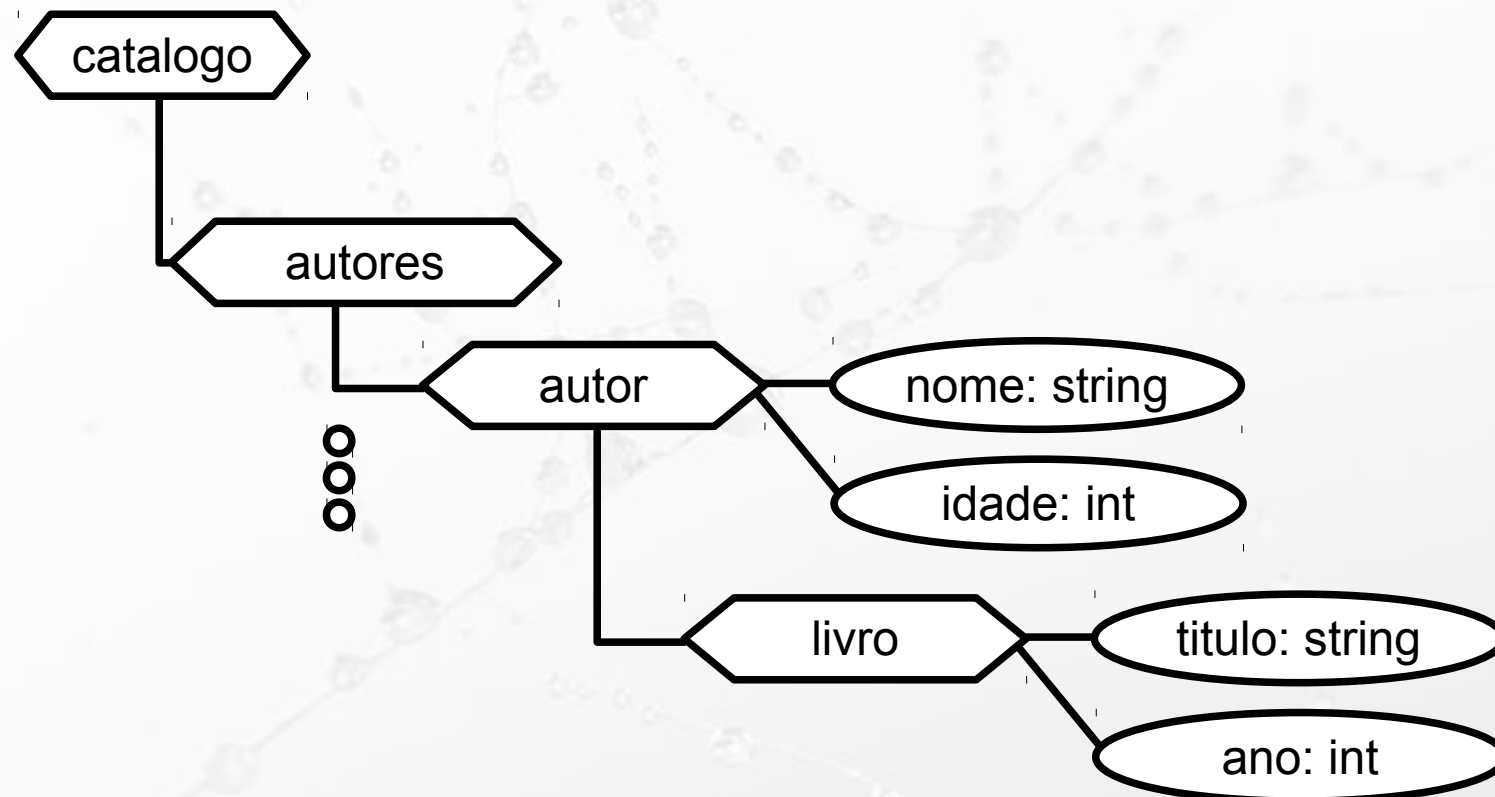 catalogo
autores
autor
nome: string
idade: int
livro
titulo: string
ano: int